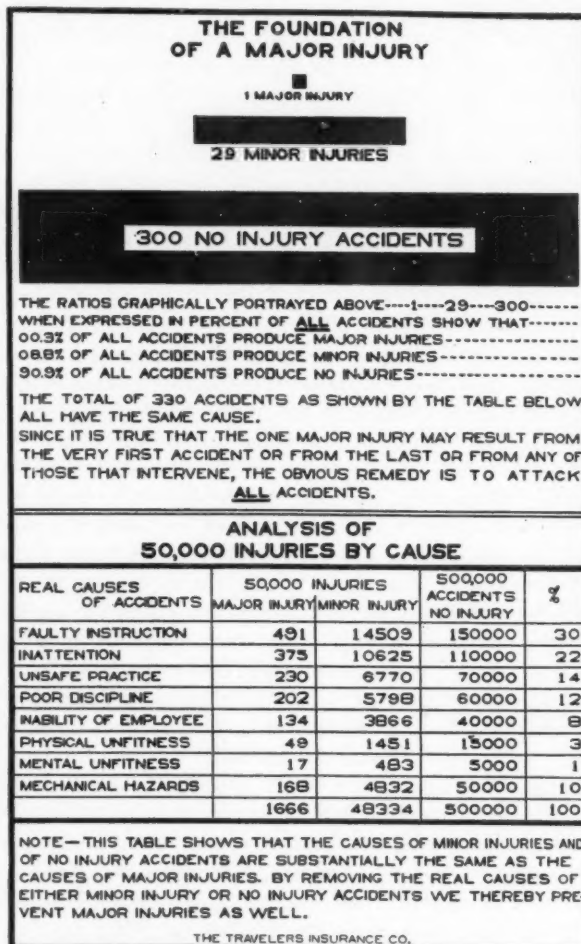 THE FOUNDATION
OF A MAJOR INJURY
1 MAJOR INJURY
29 MINOR INJURIES
300 NO INJURY ACCIDENTS
THE RATIOS GRAPHICALLY PORTRAYED ABOVE----1----29---300------
WHEN EXPRESSED IN PERCENT OF ALL ACCIDENTS SHOW THAT-------
00.3% OF ALL ACCIDENTS PRODUCE MAJOR INJURIES---------------
08.8% OF ALL ACCIDENTS PRODUCE MINOR INJURIES---------------
90.9% OF ALL ACCIDENTS PRODUCE NO INJURIES------------------
THE TOTAL OF 330 ACCIDENTS AS SHOWN BY THE TABLE BELOW
ALL HAVE THE SAME CAUSE.
SINCE IT IS TRUE THAT THE ONE MAJOR INJURY MAY RESULT FROM
THE VERY FIRST ACCIDENT OR FROM THE LAST OR FROM ANY OF
THOSE THAT INTERVENE, THE OBVIOUS REMEDY IS TO ATTACK
ALL ACCIDENTS.
ANALYSIS OF
50,000 INJURIES BY CAUSE
REAL CAUSES OF ACCIDENTS 50,000 INJURIES 500,000 ACCIDENTS NO INJURY %
MAJOR INJURY MINOR INJURY
FAULTY INSTRUCTION 491 14509 150000 30
INATTENTION 375 10625 110000 22
UNSAFE PRACTICE 230 6770 70000 14
POOR DISCIPLINE 202 5798 60000 12
INABILITY OF EMPLOYEE 134 3866 40000 8
PHYSICAL UNFITNESS 49 1451 15000 3
MENTAL UNFITNESS 17 483 5000 1
MECHANICAL HAZARDS 168 4832 50000 10
1666 48334 500000 100
NOTE—THIS TABLE SHOWS THAT THE CAUSES OF MINOR INJURIES AND
OF NO INJURY ACCIDENTS ARE SUBSTANTIALLY THE SAME AS THE
CAUSES OF MAJOR INJURIES. BY REMOVING THE REAL CAUSES OF
EITHER MINOR INJURY OR NO INJURY ACCIDENTS WE THEREBY PRE-
VENT MAJOR INJURIES AS WELL.
THE TRAVELERS INSURANCE CO.